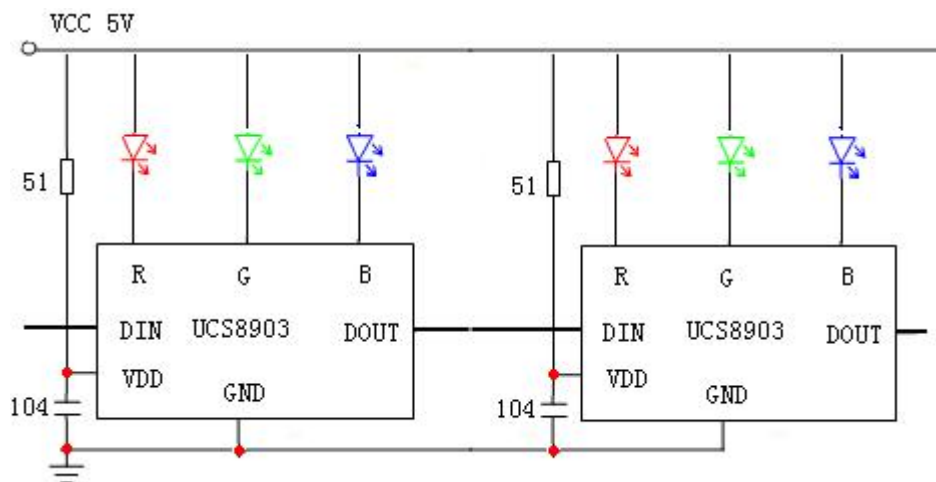 VCC 5V
51
51
R G B
R G B
DIN UCS8903 DOUT
DIN UCS8903 DOUT
VDD
VDD
GND
GND
104
104